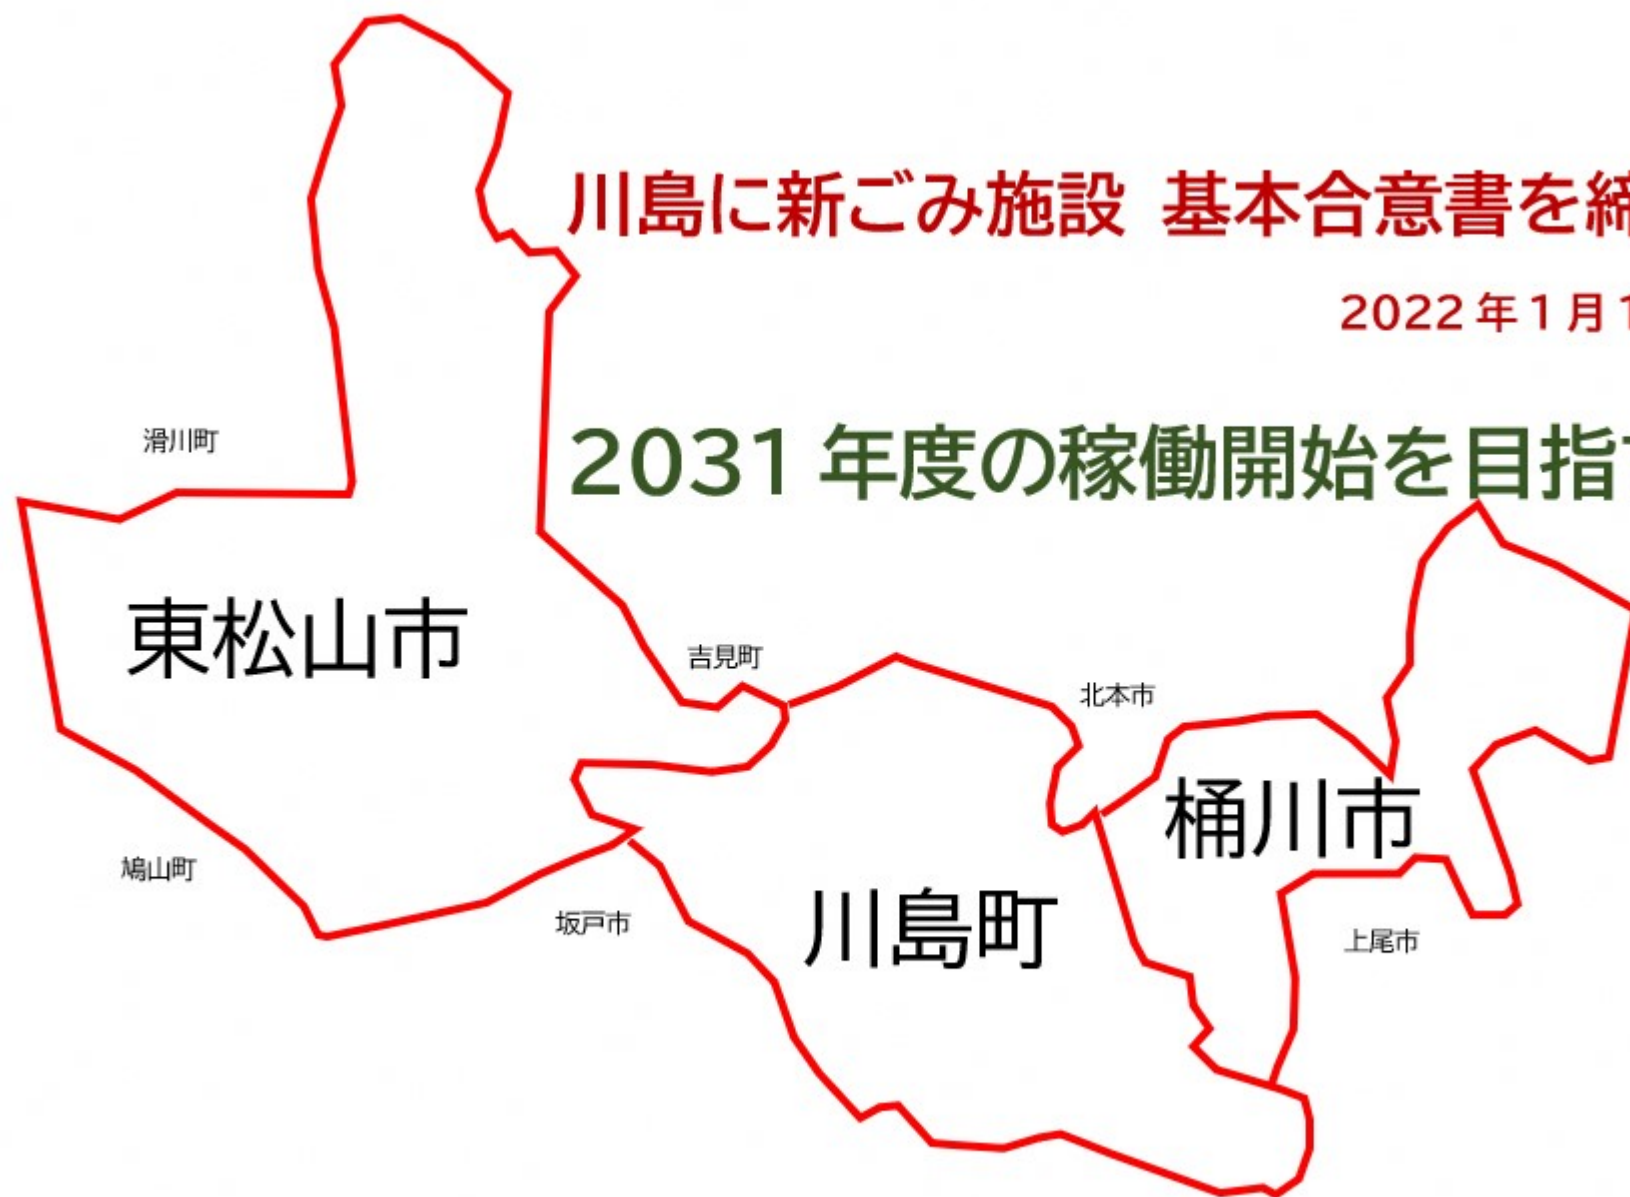 川島に新ごみ施設 基本合意書を締
2022年1月1
2031年度の稼働開始を目指す
滑川町
東松山市
吉見町
北本市
桶川市
鳩山町
川島町
坂戸市
上尾市